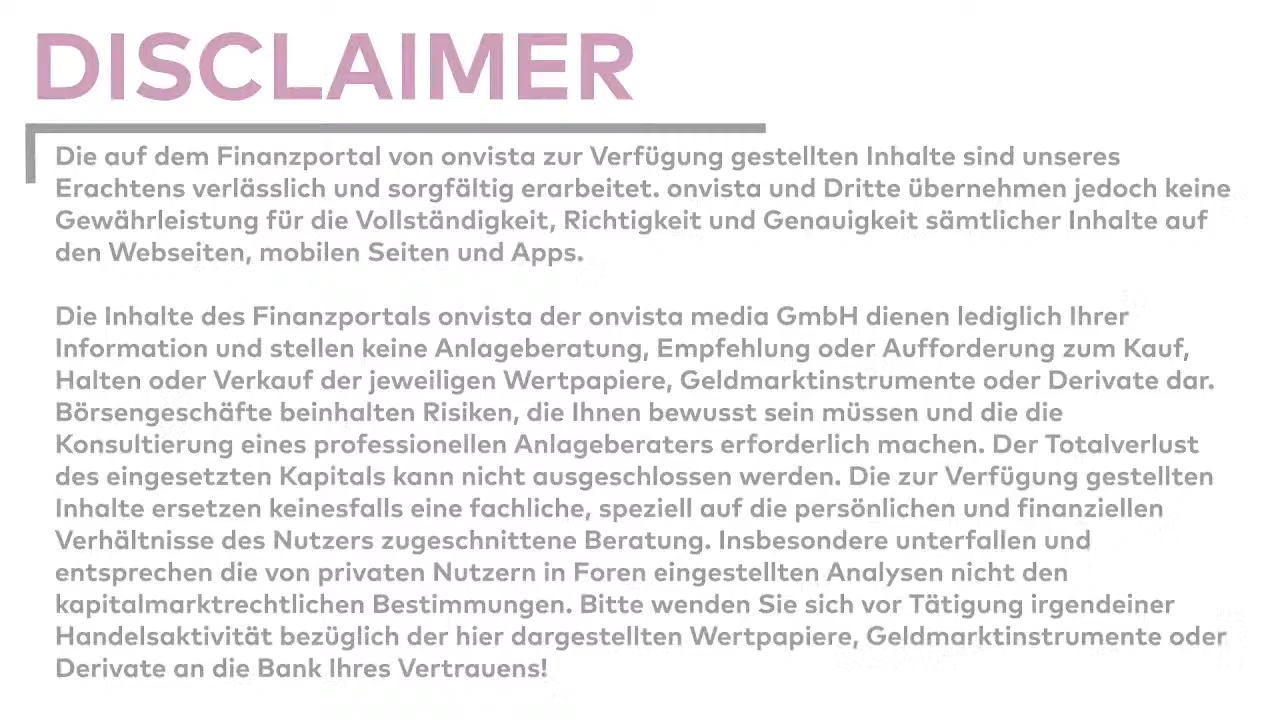 DISCLAIMER
Die auf dem Finanzportal von onvista zur Verfügung gestellten Inhalte sind unseres
Erachtens verlässlich und sorgfältig erarbeitet. onvista und Dritte übernehmen jedoch keine
Gewährleistung für die Vollständigkeit, Richtigkeit und Genauigkeit sämtlicher Inhalte auf
den Webseiten, mobilen Seiten und Apps.
Die Inhalte des Finanzportals onvista der onvista media GmbH dienen lediglich Ihrer
Information und stellen keine Anlageberatung, Empfehlung oder Aufforderung zum Kauf,
Halten oder Verkauf der jeweiligen Wertpapiere, Geldmarktinstrumente oder Derivate dar.
Börsengeschäfte beinhalten Risiken, die Ihnen bewusst sein müssen und die die
Konsultierung eines professionellen Anlageberaters erforderlich machen. Der Totalverlust
des eingesetzten Kapitals kann nicht ausgeschlossen werden. Die zur Verfügung gestellten
Inhalte ersetzen keinesfalls eine fachliche, speziell auf die persönlichen und finanziellen
Verhältnisse des Nutzers zugeschnittene Beratung. Insbesondere unterfallen und
entsprechen die von privaten Nutzern in Foren eingestellten Analysen nicht den
kapitalmarktrechtlichen Bestimmungen. Bitte wenden Sie sich vor Tätigung irgendeiner
Handelsaktivität bezüglich der hier dargestellten Wertpapiere, Geldmarktinstrumente oder
Derivate an die Bank Ihres Vertrauens!